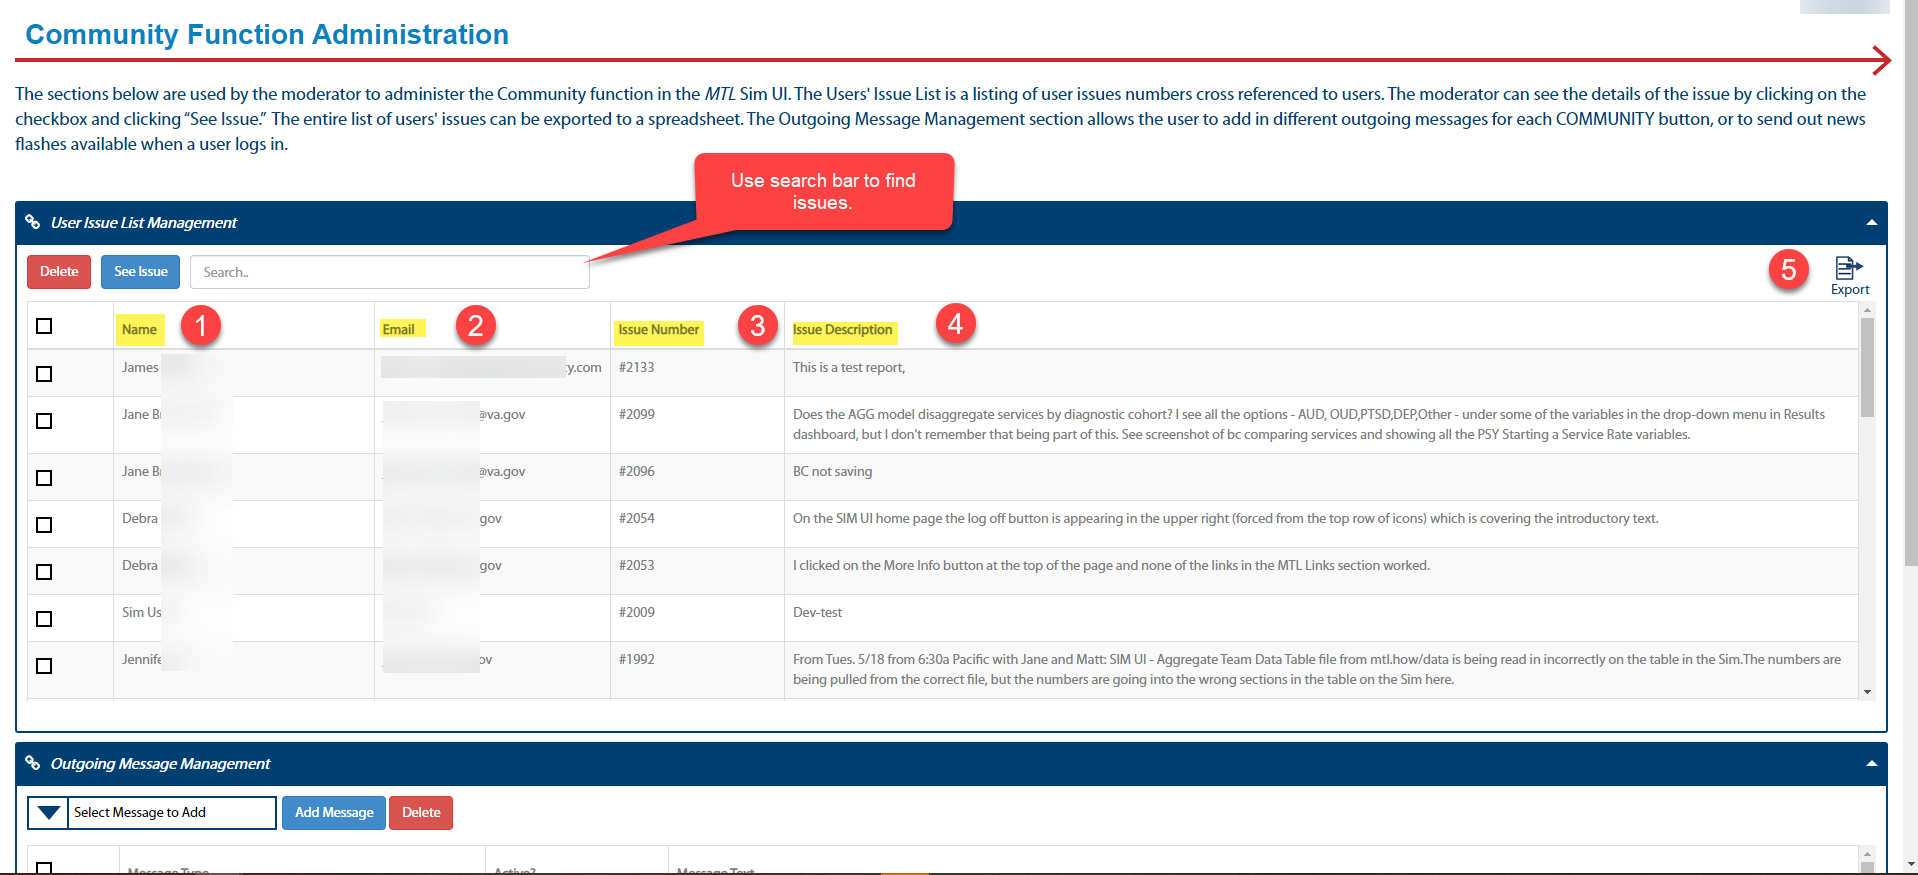 Community Function Administration
The sections below are used by the moderator to administer the Community function in the MTL Sim UI. The Users' Issue List is a listing of user issues numbers cross referenced to users. The moderator can see the details of the issue by clicking on the
checkbox and clicking “See Issue.” The entire list of users' issues can be exported to a spreadsheet. The Outgoing Message Management section allows the user to add in different outgoing messages for each COMMUNITY button, or to send out news
flashes available when a user logs in.
Use search bar to find
issues.
User Issue List Management
Delete See Issue Search.. 5 Export
Name 1 Email 2 Issue Number 3 Issue Description 4
James y.com #2133 This is a test report,
Jane B @va.gov #2099 Does the AGG model disaggregate services by diagnostic cohort? I see all the options - AUD, OUD,PTSD,DEP,Other - under some of the variables in the drop-down menu in Results
dashboard, but I don't remember that being part of this. See screenshot of bc comparing services and showing all the PSY Starting a Service Rate variables.
Jane B @va.gov #2096 BC not saving
Debra gov #2054 On the SIM UI home page the log off button is appearing in the upper right (forced from the top row of icons) which is covering the introductory text.
Debra gov #2053 I clicked on the More Info button at the top of the page and none of the links in the MTL Links section worked.
Sim Us #2009 Dev-test
Jennife ov #1992 From Tues. 5/18 from 6:30a Pacific with Jane and Matt: SIM UI - Aggregate Team Data Table file from mtl.how/data is being read in incorrectly on the table in the Sim.The numbers are
being pulled from the correct file, but the numbers are going into the wrong sections in the table on the Sim here.
Outgoing Message Management
Select Message to Add Add Message Delete
Message Type Active? Message Text